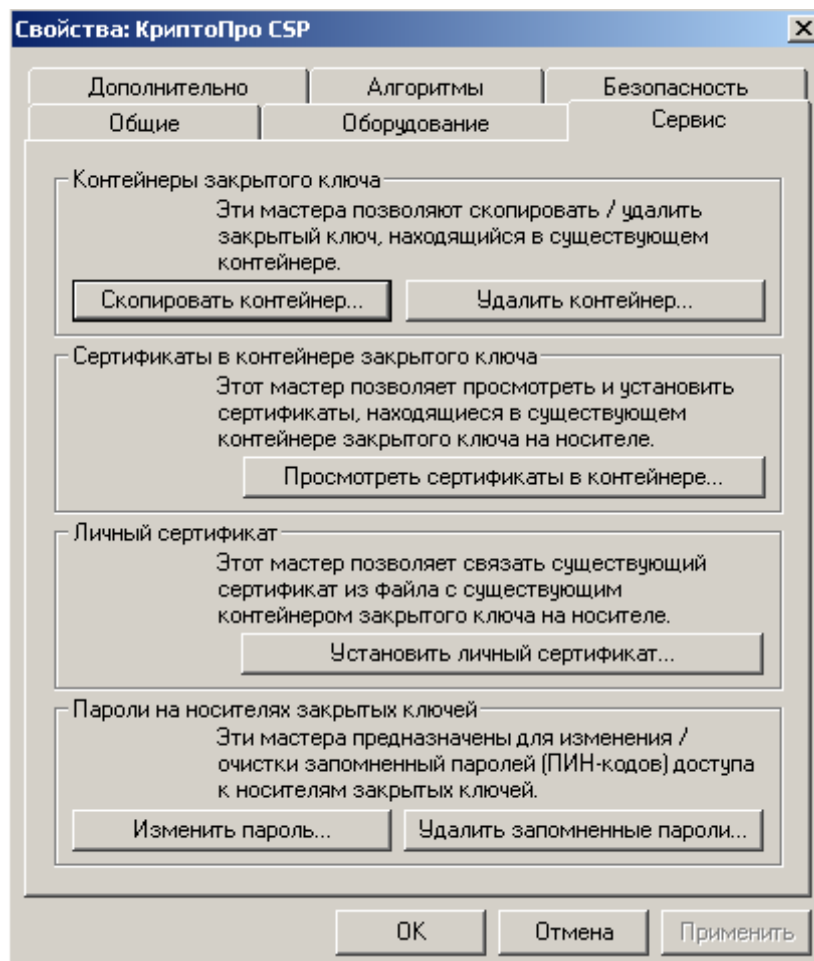 Свойства: КриптоПро CSP
Дополнительно
Алгоритмы
Безопасность
Общие
Оборудование
Сервис
Контейнеры закрытого ключа
Эти мастера позволяют скопировать / удалить
закрытый ключ, находящийся в существующем
контейнере.
Скопировать контейнер...
Удалить контейнер...
Сертификаты в контейнере закрытого ключа
Этот мастер позволяет просмотреть и установить
сертификаты, находящиеся в существующем
контейнере закрытого ключа на носителе.
Просмотреть сертификаты в контейнере...
Личный сертификат
Этот мастер позволяет связать существующий
сертификат из файла с существующим
контейнером закрытого ключа на носителе.
Установить личный сертификат...
Пароли на носителях закрытых ключей
Эти мастера предназначены для изменения /
очистки запомненный паролей (ПИН-кодов) доступа
к носителям закрытых ключей.
Изменить пароль...
Удалить запомненные пароли...
OK
Отмена
Применить